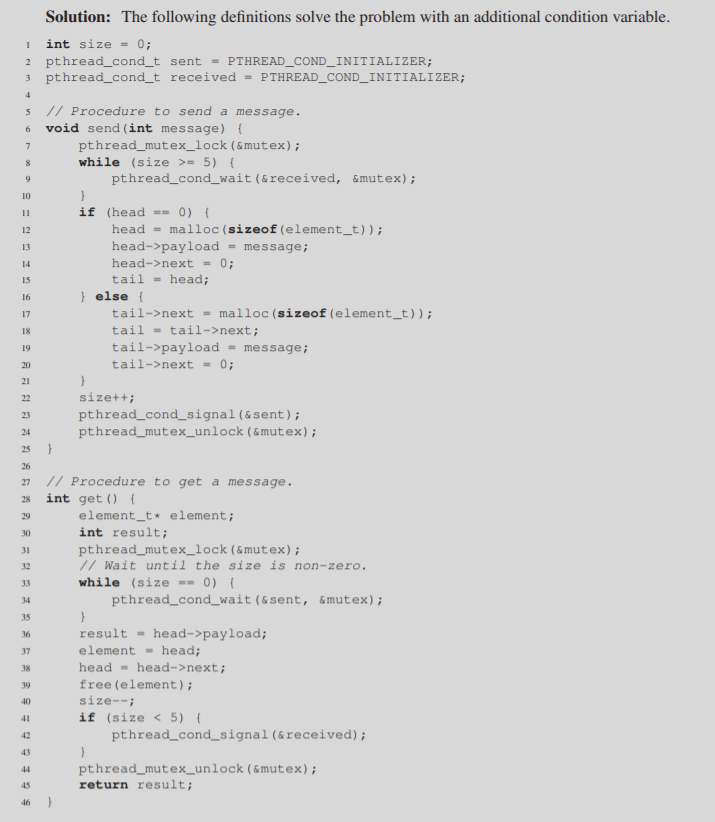 Solution: The following definitions solve the problem with an additional condition variable.
1 int size = 0;
2 pthread_cond_t sent = PTHREAD_COND_INITIALIZER;
3 pthread_cond_t received = PTHREAD_COND_INITIALIZER;
4
5 // Procedure to send a message.
6 void send(int message) {
7 pthread_mutex_lock(&mutex);
8 while (size >= 5) {
9 pthread_cond_wait(&received, &mutex);
10 }
11 if (head == 0) {
12 head = malloc(sizeof(element_t));
13 head->payload = message;
14 head->next = 0;
15 tail = head;
16 } else {
17 tail->next = malloc(sizeof(element_t));
18 tail = tail->next;
19 tail->payload = message;
20 tail->next = 0;
21 }
22 size++;
23 pthread_cond_signal(&sent);
24 pthread_mutex_unlock(&mutex);
25 }
26
27 // Procedure to get a message.
28 int get() {
29 element_t* element;
30 int result;
31 pthread_mutex_lock(&mutex);
32 // Wait until the size is non-zero.
33 while (size == 0) {
34 pthread_cond_wait(&sent, &mutex);
35 }
36 result = head->payload;
37 element = head;
38 head = head->next;
39 free(element);
40 size--;
41 if (size < 5) {
42 pthread_cond_signal(&received);
43 }
44 pthread_mutex_unlock(&mutex);
45 return result;
46 }